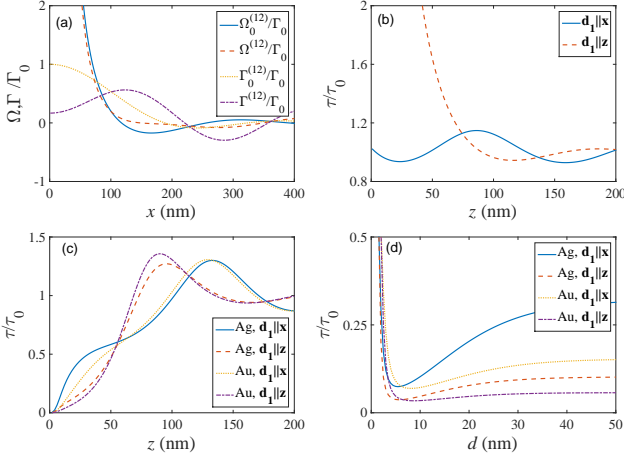 (a)
2
1
0
-1
0 100 200 300 400
x (nm)
Ω,Γ/Γ₀
Ω₀⁽¹²⁾/Γ₀
Ω⁽¹²⁾/Γ₀
Γ₀⁽¹²⁾/Γ₀
Γ⁽¹²⁾/Γ₀
(b)
2
1.6
1.2
0.8
0 50 100 150 200
z (nm)
τ/τ₀
d₁||x
d₁||z
(c)
1.5
1
0.5
0
0 50 100 150 200
z (nm)
τ/τ₀
Ag, d₁||x
Ag, d₁||z
Au, d₁||x
Au, d₁||z
(d)
0.5
0.25
0
0 10 20 30 40 50
d (nm)
τ/τ₀
Ag, d₁||x
Ag, d₁||z
Au, d₁||x
Au, d₁||z